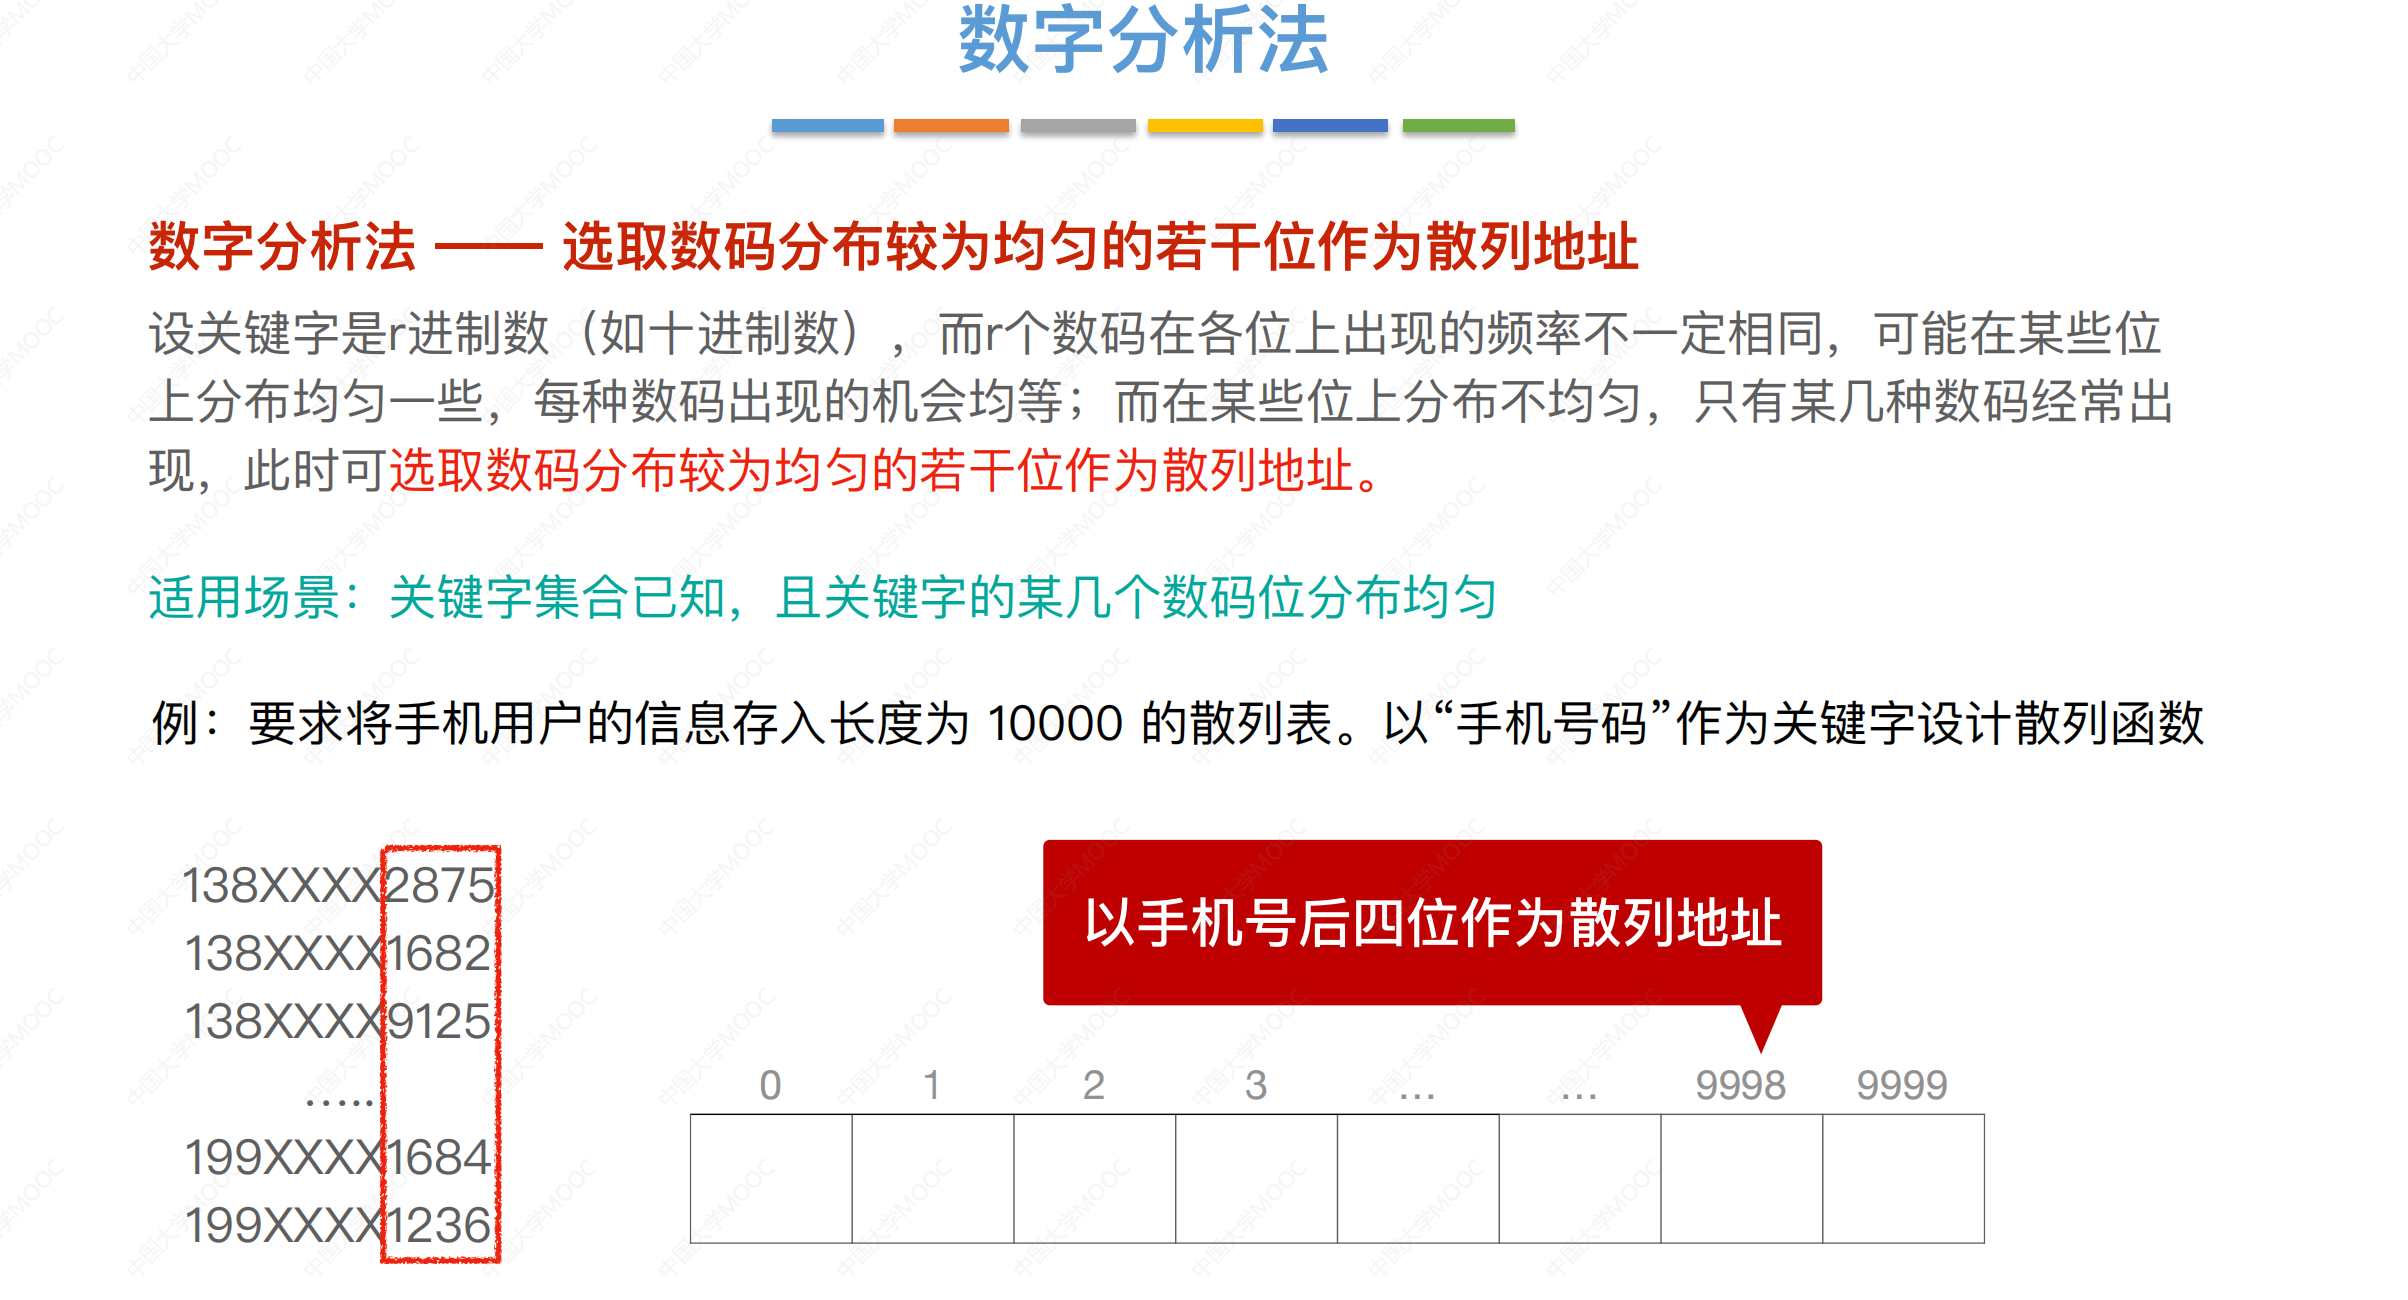 数字分析法
数字分析法 —— 选取数码分布较为均匀的若干位作为散列地址
设关键字是r进制数（如十进制数），而r个数码在各位上出现的频率不一定相同，可能在某些位
上分布均匀一些，每种数码出现的机会均等；而在某些位上分布不均匀，只有某几种数码经常出
现，此时可选取数码分布较为均匀的若干位作为散列地址。
适用场景：关键字集合已知，且关键字的某几个数码位分布均匀
例：要求将手机用户的信息存入长度为 10000 的散列表。以“手机号码”作为关键字设计散列函数
138XXXX2875
138XXXX1682
138XXXX9125
…..
199XXXX1684
199XXXX1236
以手机号后四位作为散列地址
0 1 2 3 … … 9998 9999
中国大学MOOC